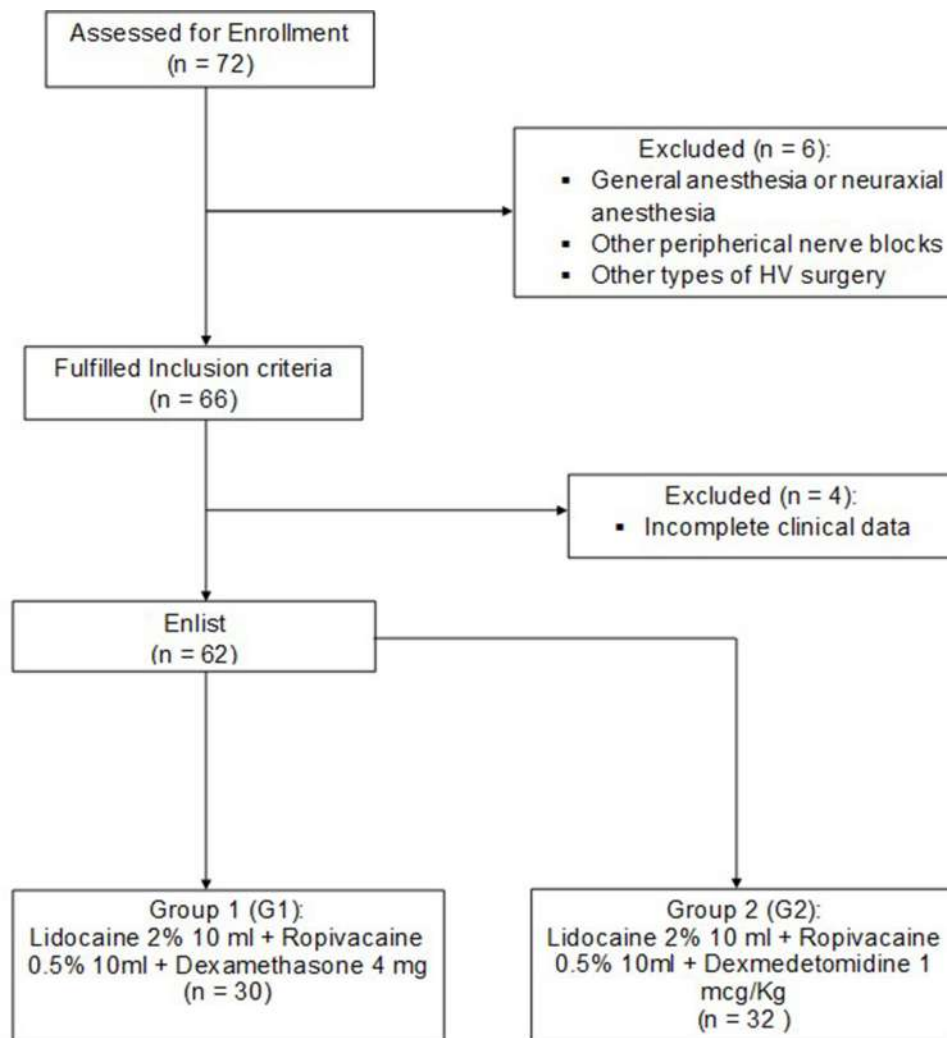 Assessed for Enrollment
(n = 72)
Excluded (n = 6):
▪ General anesthesia or neuraxial
anesthesia
▪ Other peripherical nerve blocks
▪ Other types of HV surgery
Fulfilled Inclusion criteria
(n = 66)
Excluded (n = 4):
▪ Incomplete clinical data
Enlist
(n = 62)
Group 1 (G1):
Lidocaine 2% 10 ml + Ropivacaine
0.5% 10ml + Dexamethasone 4 mg
(n = 30)
Group 2 (G2):
Lidocaine 2% 10 ml + Ropivacaine
0.5% 10ml + Dexmedetomidine 1
mcg/Kg
(n = 32 )